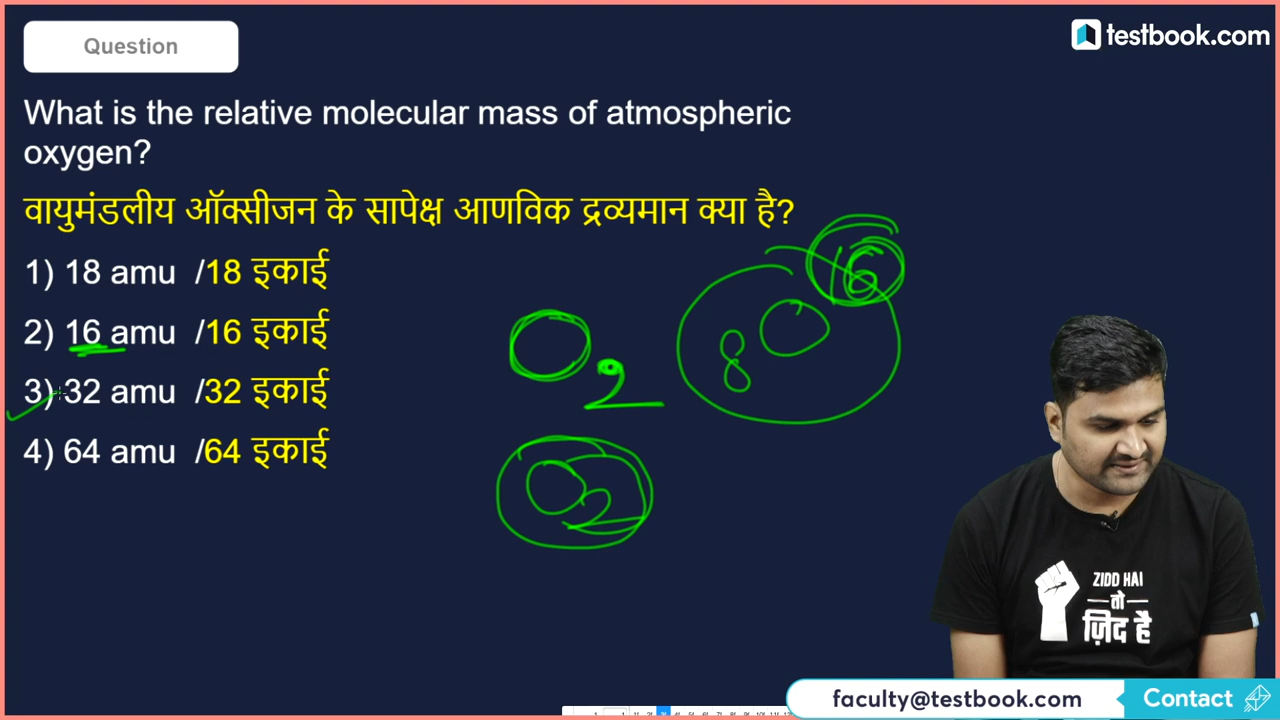 Question
testbook.com
What is the relative molecular mass of atmospheric
oxygen?
वायुमंडलीय ऑक्सीजन के सापेक्ष आणविक द्रव्यमान क्या है?
1) 18 amu /18 इकाई
2) 16 amu /16 इकाई
3) 32 amu /32 इकाई
4) 64 amu /64 इकाई
O2
8 O 16
O2
ZIDD HAI
तो
ज़िद है
faculty@testbook.com
Contact